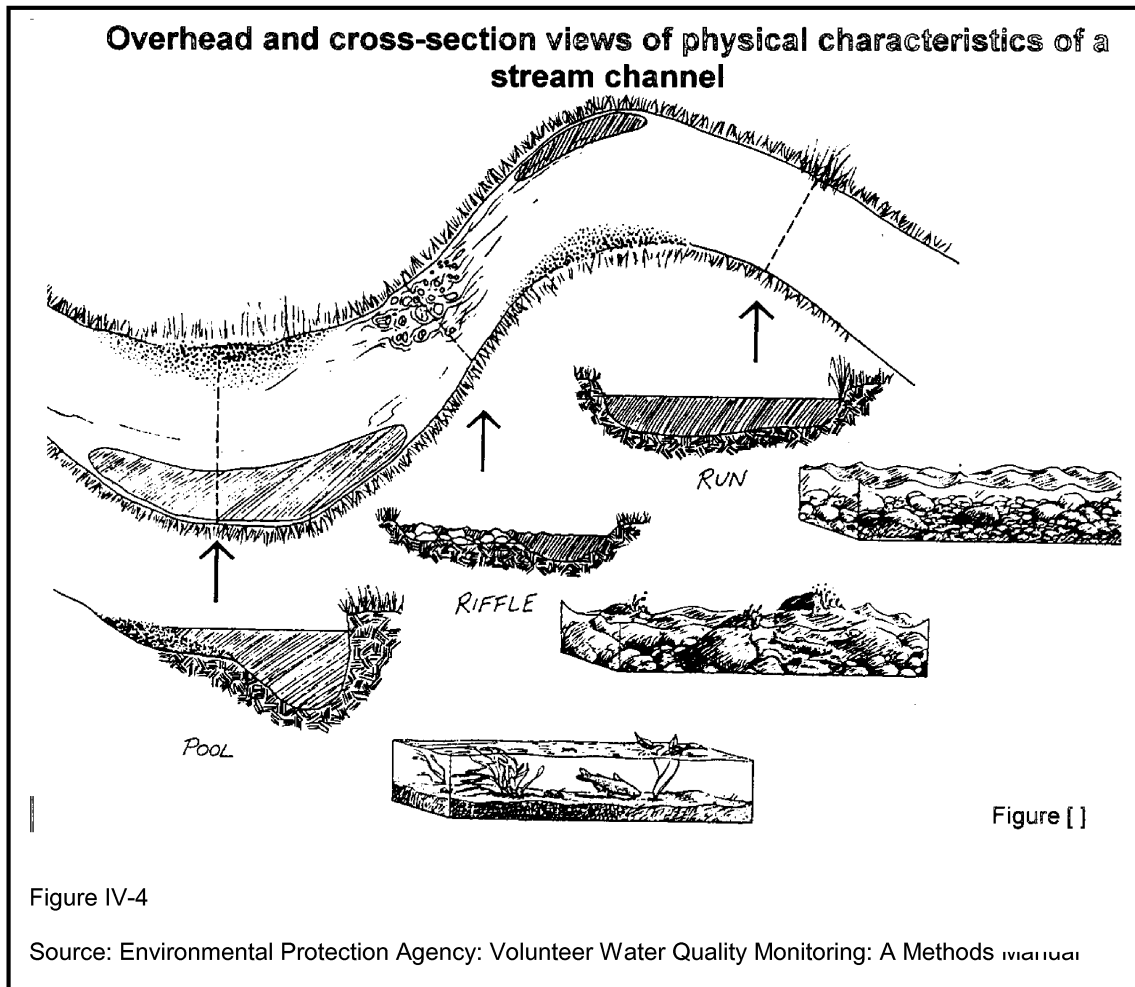 Overhead and cross-section views of physical characteristics of a
stream channel
RUN
RIFFLE
POOL
Figure [ ]
Figure IV-4
Source: Environmental Protection Agency: Volunteer Water Quality Monitoring: A Methods Manual